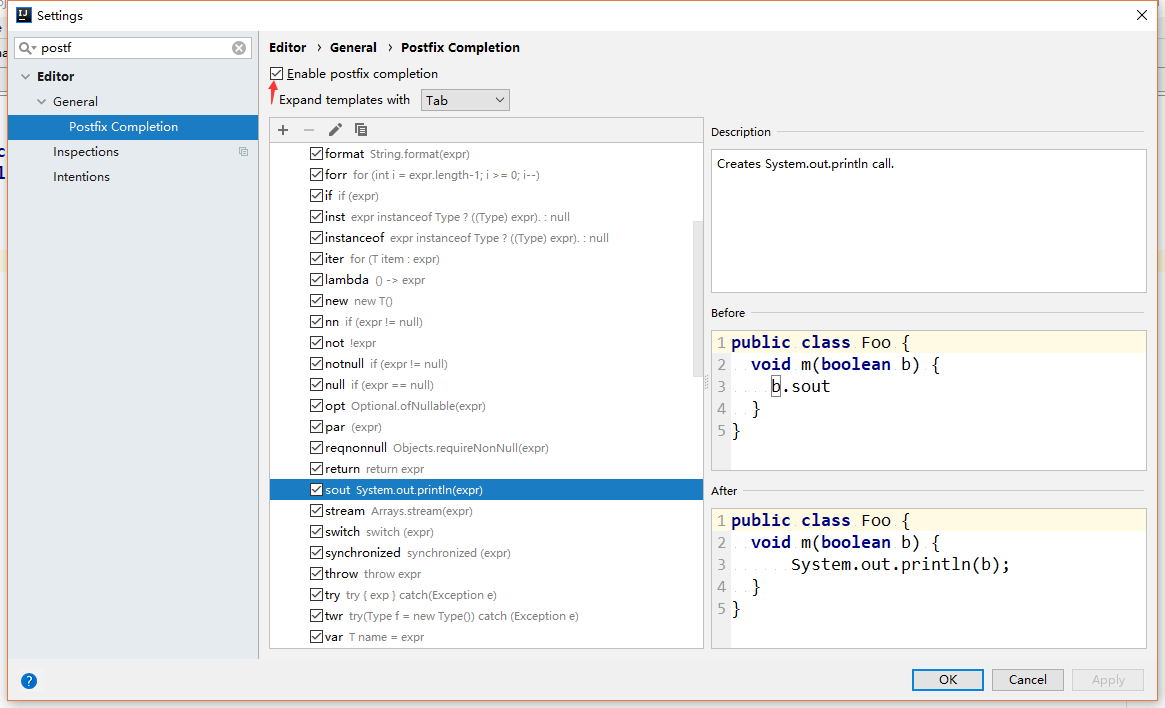 Settings
postf
Editor › General › Postfix Completion
Enable postfix completion
Expand templates with Tab
Editor
General
Postfix Completion
Inspections
Intentions
format String.format(expr)
forr for (int i = expr.length-1; i >= 0; i--)
if if (expr)
inst expr instanceof Type ? ((Type) expr). : null
instanceof expr instanceof Type ? ((Type) expr). : null
iter for (T item : expr)
lambda () -> expr
new new T()
nn if (expr != null)
not !expr
notnull if (expr != null)
null if (expr == null)
opt Optional.ofNullable(expr)
par (expr)
reqnonnull Objects.requireNonNull(expr)
return return expr
sout System.out.println(expr)
stream Arrays.stream(expr)
switch switch (expr)
synchronized synchronized (expr)
throw throw expr
try try { exp } catch(Exception e)
twr try(Type f = new Type()) catch (Exception e)
var T name = expr
Description
Creates System.out.println call.
Before
1 public class Foo {
2 void m(boolean b) {
3 b.sout
4 }
5 }
After
1 public class Foo {
2 void m(boolean b) {
3 System.out.println(b);
4 }
5 }
?
OK Cancel Apply